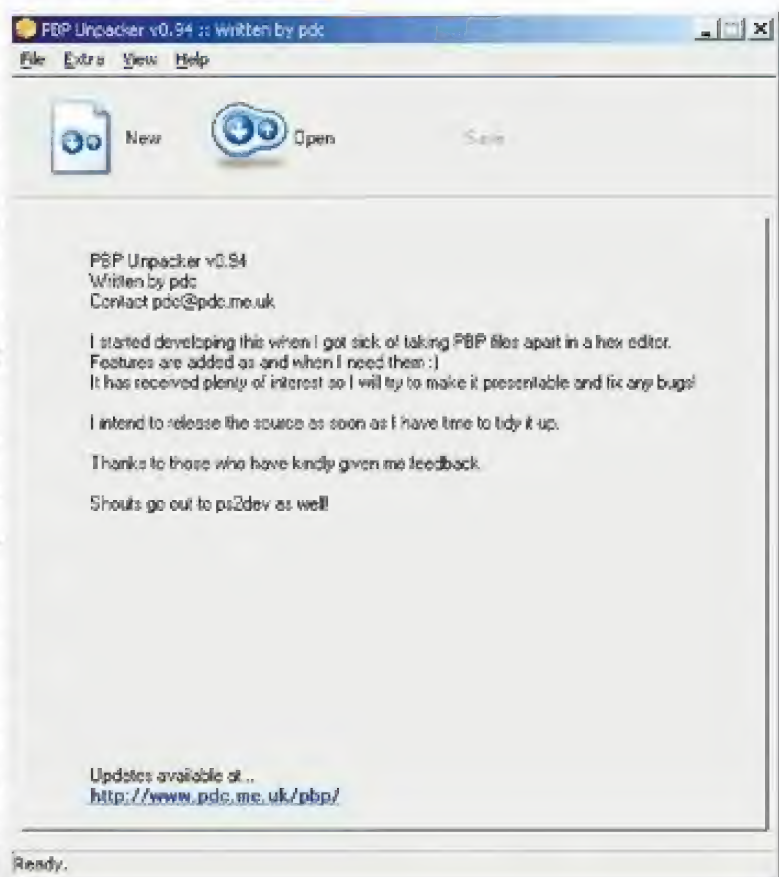 PBP Unpacker v0.94 :: Written by pdc
File Extra View Help
New Open Save
PBP Unpacker v0.94
Written by pdc
Contact pdc@pdc.me.uk
I started developing this when I got sick of taking PBP files apart in a hex editor.
Features are added as and when I need them :)
It has received plenty of interest so I will try to make it presentable and fix any bugs!
I intend to release the source as soon as I have time to tidy it up.
Thanks to those who have kindly given me feedback.
Shouts go out to ps2dev as well!
Updates available at...
http://www.pdc.me.uk/pbp/
Ready.